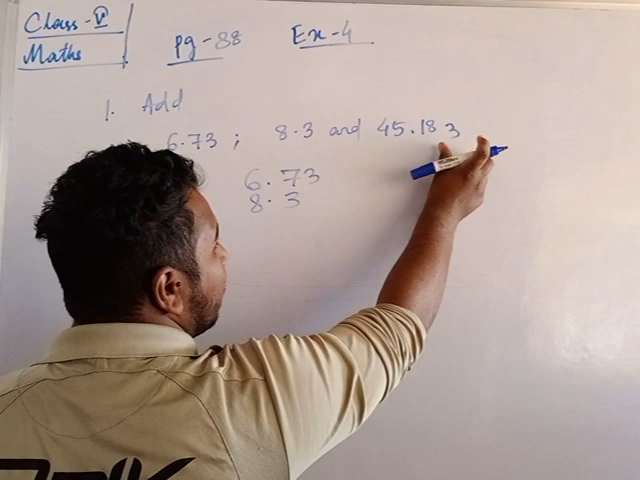 Class - V
Maths
pg - 88 Ex - 4
1. Add
6.73 ; 8.3 and 45.183
6.73
8.3